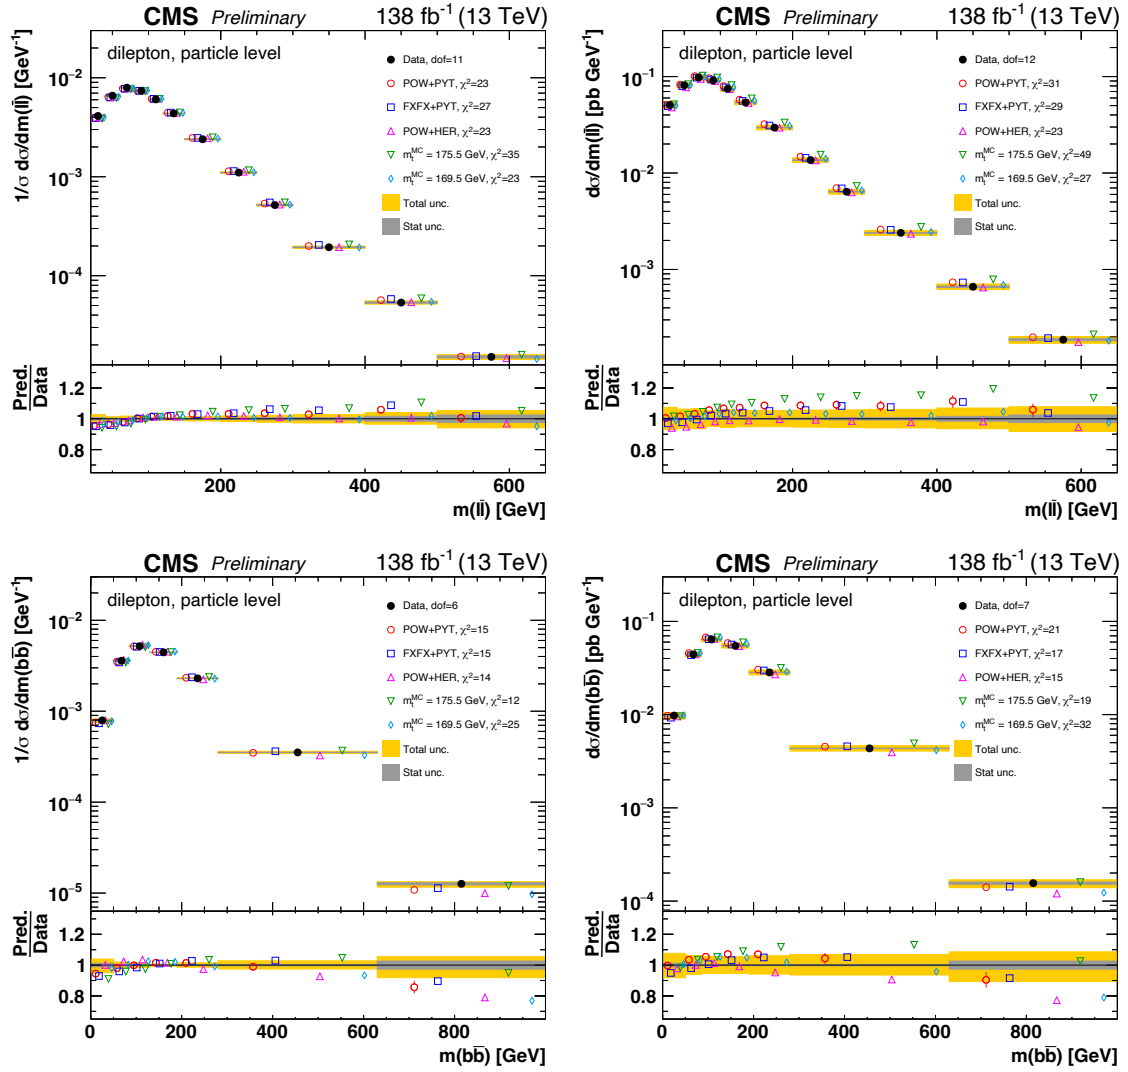 CMS Preliminary 138 fb⁻¹ (13 TeV)
dilepton, particle level
1/σ dσ/dm(ll̄) [GeV⁻¹]
10⁻²
10⁻³
10⁻⁴
Data, dof=11
POW+PYT, χ²=23
FXFX+PYT, χ²=27
POW+HER, χ²=23
mₜᴹᶜ = 175.5 GeV, χ²=35
mₜᴹᶜ = 169.5 GeV, χ²=23
Total unc.
Stat unc.
Pred.
Data
1.2
1
0.8
200 400 600
m(ll̄) [GeV]
CMS Preliminary 138 fb⁻¹ (13 TeV)
dilepton, particle level
dσ/dm(ll̄) [pb GeV⁻¹]
10⁻¹
10⁻²
10⁻³
Data, dof=12
POW+PYT, χ²=31
FXFX+PYT, χ²=29
POW+HER, χ²=23
mₜᴹᶜ = 175.5 GeV, χ²=49
mₜᴹᶜ = 169.5 GeV, χ²=27
Total unc.
Stat unc.
Pred.
Data
1.2
1
0.8
200 400 600
m(ll̄) [GeV]
CMS Preliminary 138 fb⁻¹ (13 TeV)
dilepton, particle level
1/σ dσ/dm(bb̄) [GeV⁻¹]
10⁻²
10⁻³
10⁻⁴
10⁻⁵
Data, dof=6
POW+PYT, χ²=15
FXFX+PYT, χ²=15
POW+HER, χ²=14
mₜᴹᶜ = 175.5 GeV, χ²=12
mₜᴹᶜ = 169.5 GeV, χ²=25
Total unc.
Stat unc.
Pred.
Data
1.2
1
0.8
0 200 400 600 800
m(bb̄) [GeV]
CMS Preliminary 138 fb⁻¹ (13 TeV)
dilepton, particle level
dσ/dm(bb̄) [pb GeV⁻¹]
10⁻¹
10⁻²
10⁻³
10⁻⁴
Data, dof=7
POW+PYT, χ²=21
FXFX+PYT, χ²=17
POW+HER, χ²=15
mₜᴹᶜ = 175.5 GeV, χ²=19
mₜᴹᶜ = 169.5 GeV, χ²=32
Total unc.
Stat unc.
Pred.
Data
1.2
1
0.8
0 200 400 600 800
m(bb̄) [GeV]